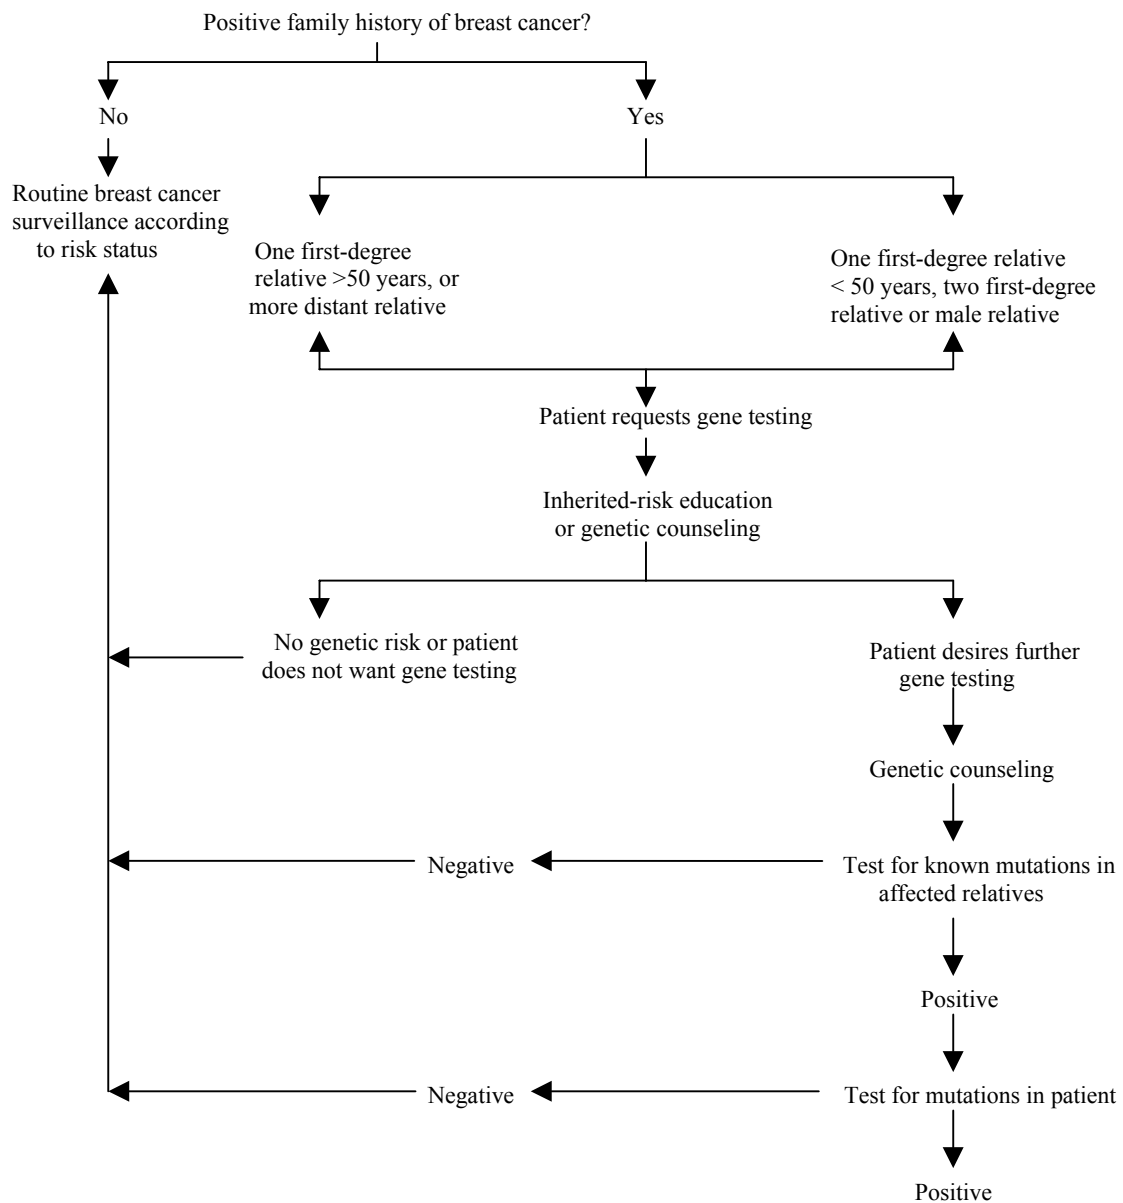 Positive family history of breast cancer?
No
Yes
Routine breast cancer
surveillance according
to risk status
One first-degree
relative >50 years, or
more distant relative
One first-degree relative
< 50 years, two first-degree
relative or male relative
Patient requests gene testing
Inherited-risk education
or genetic counseling
No genetic risk or patient
does not want gene testing
Patient desires further
gene testing
Genetic counseling
Negative
Test for known mutations in
affected relatives
Positive
Negative
Test for mutations in patient
Positive